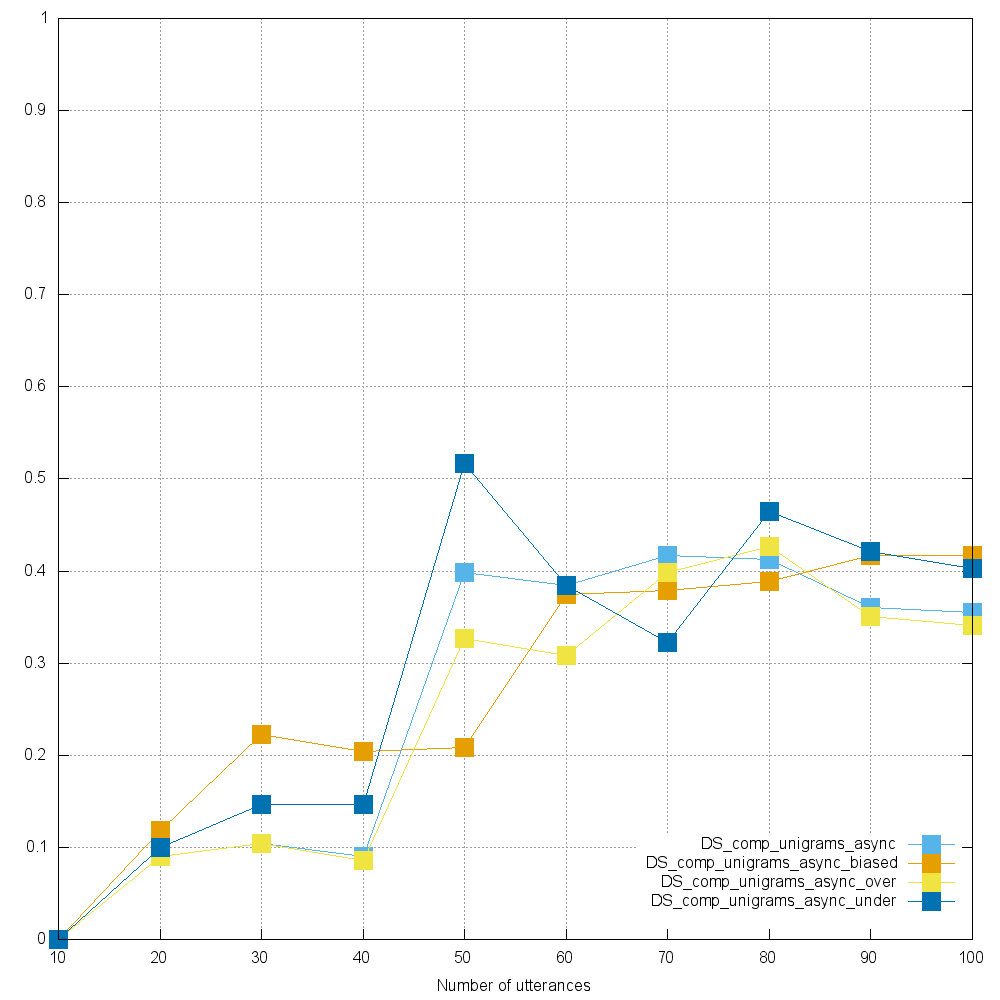 1
0.9
0.8
0.7
0.6
0.5
0.4
0.3
0.2
0.1
0
10 20 30 40 50 60 70 80 90 100
Number of utterances
DS_comp_unigrams_async
DS_comp_unigrams_async_biased
DS_comp_unigrams_async_over
DS_comp_unigrams_async_under